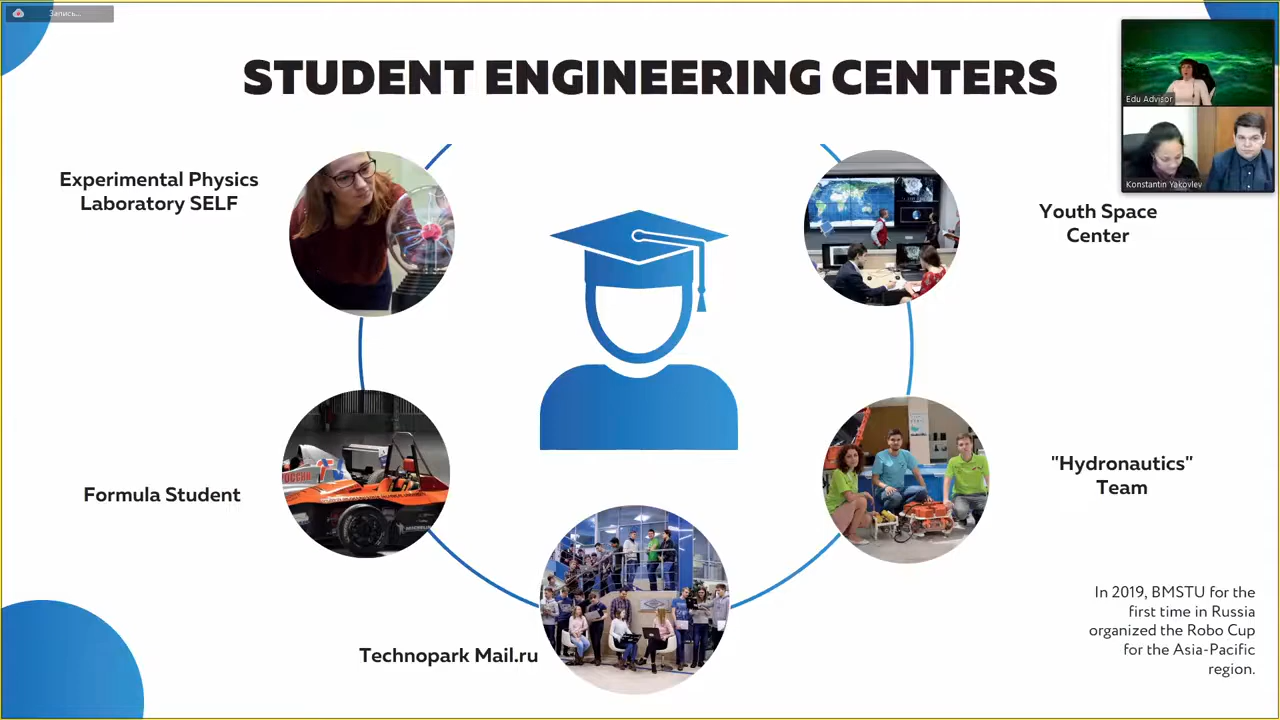 Запись...
STUDENT ENGINEERING CENTERS
Edu Advisor
Konstantin Yakovlev
Experimental Physics
Laboratory SELF
Youth Space
Center
Formula Student
"Hydronautics"
Team
Technopark Mail.ru
In 2019, BMSTU for the
first time in Russia
organized the Robo Cup
for the Asia-Pacific
region.